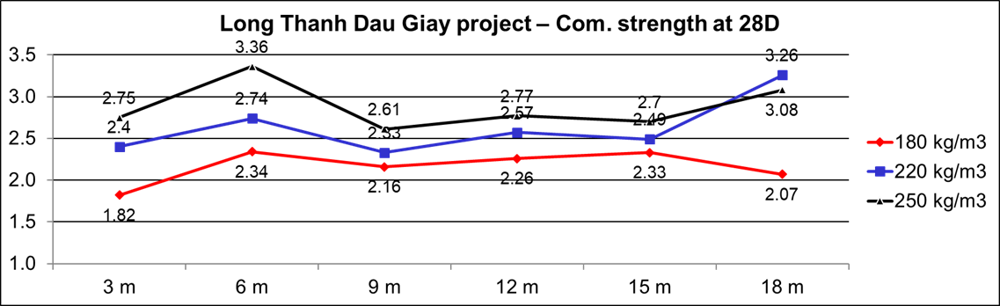 Long Thanh Dau Giay project – Com. strength at 28D
3.5
3.0
2.5
2.0
1.5
1.0
2.75
3.36
2.61
2.77
2.7
3.08
2.4
2.74
2.33
2.57
2.49
3.26
1.82
2.34
2.16
2.26
2.33
2.07
3 m
6 m
9 m
12 m
15 m
18 m
180 kg/m3
220 kg/m3
250 kg/m3